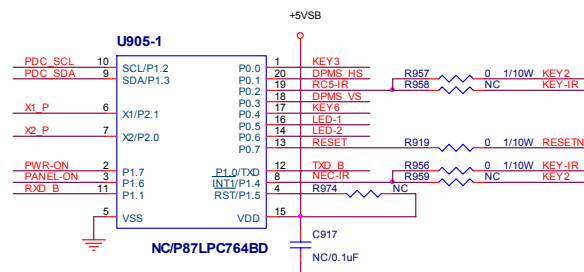 +5VSB
U905-1
PDC_SCL 10 SCL/P1.2 P0.0 1 KEY3
PDC_SDA 9 SDA/P1.3 P0.1 20 DPMS_HS R957 0 1/10W KEY2
P0.2 19 RC5-IR R958 NC KEY-IR
P0.3 18 DPMS_VS
X1_P 6 X1/P2.1 P0.4 17 KEY6
P0.5 16 LED-1
X2_P 7 X2/P2.0 P0.6 14 LED-2
P0.7 13 RESET R919 0 1/10W RESETN
PWR-ON 2 P1.7 P1.0/TXD 12 TXD_B R956 0 1/10W KEY-IR
PANEL-ON 3 P1.6 INT1/P1.4 8 NEC-IR R959 NC KEY2
RXD_B 11 P1.1 RST/P1.5 4 R974 NC
5 VSS VDD 15
C917
NC/P87LPC764BD NC/0.1uF